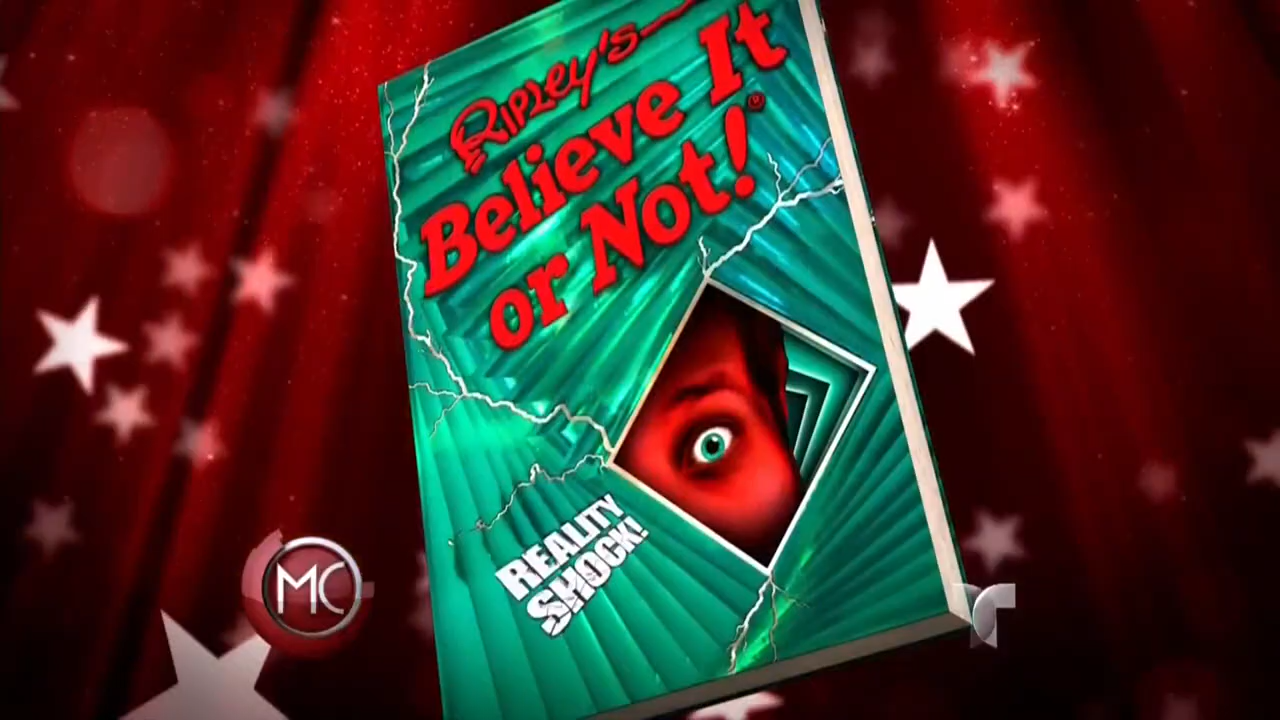 RIPLEY'S
Believe It
or Not!®
REALITY
SHOCK!
MC
T